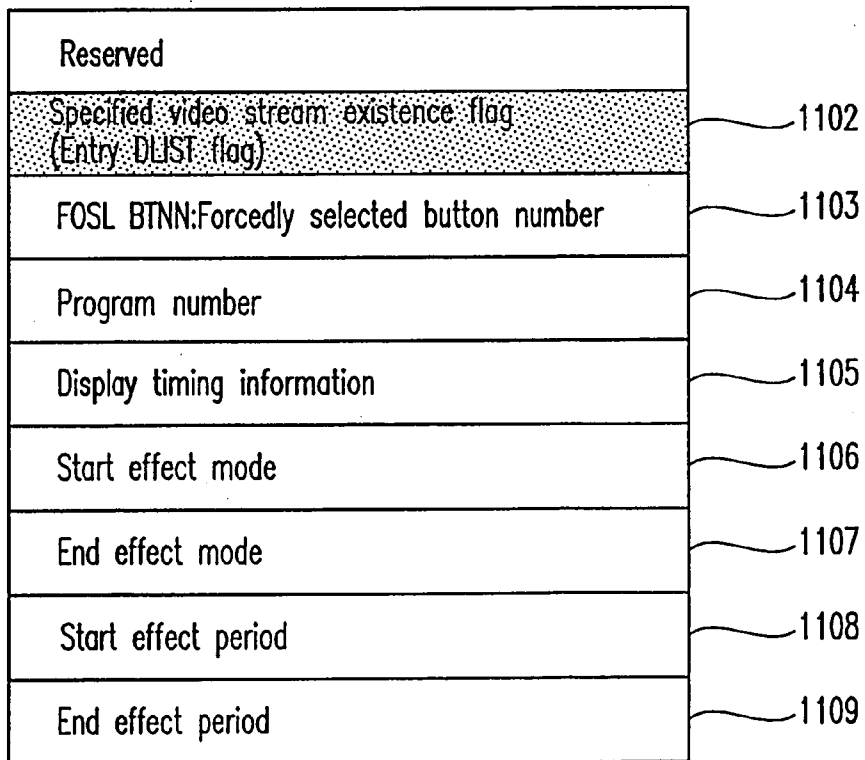 Reserved
Specified video stream existence flag
(Entry DLIST flag)
1102
FOSL BTNN:Forcedly selected button number
1103
Program number
1104
Display timing information
1105
Start effect mode
1106
End effect mode
1107
Start effect period
1108
End effect period
1109